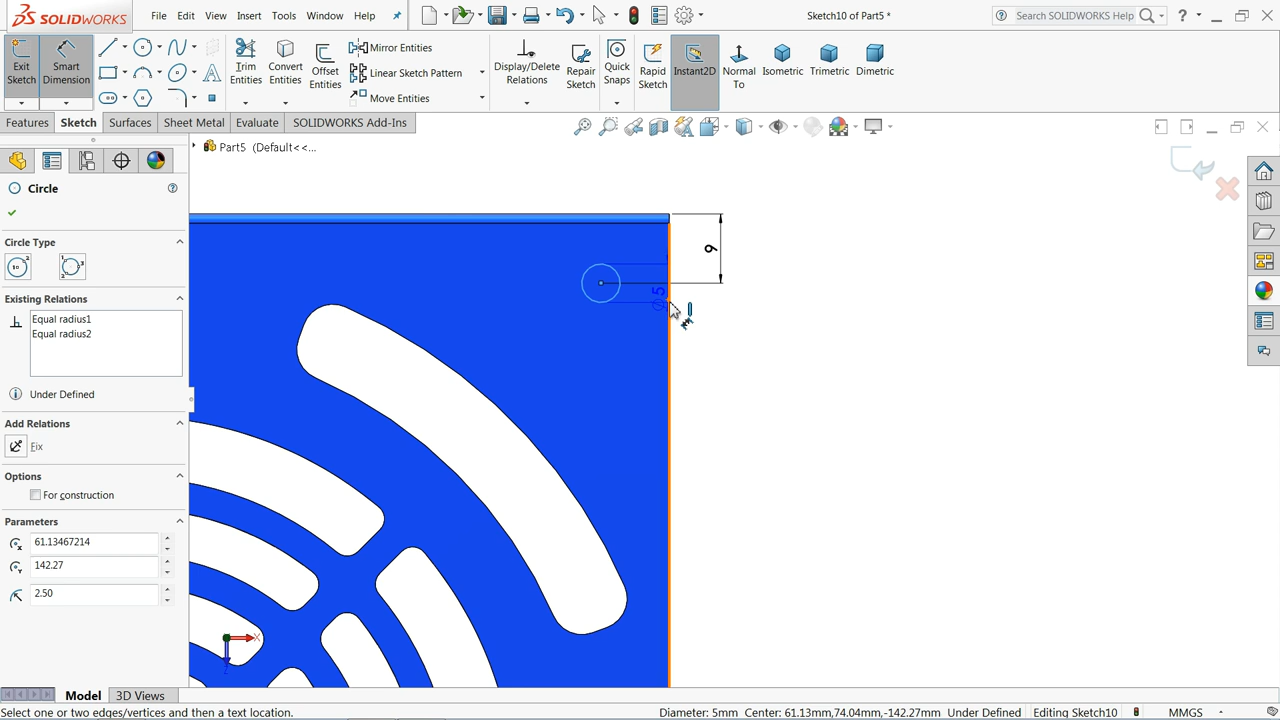 SOLIDWORKS
File Edit View Insert Tools Window Help
Sketch10 of Part5 *
Search SOLIDWORKS Help
Exit Sketch
Smart Dimension
Trim Entities
Convert Entities
Offset Entities
Mirror Entities
Linear Sketch Pattern
Move Entities
Display/Delete Relations
Repair Sketch
Quick Snaps
Rapid Sketch
Instant2D
Normal To
Isometric
Trimetric
Dimetric
Features Sketch Surfaces Sheet Metal Evaluate SOLIDWORKS Add-Ins
Part5 (Default<<...
Circle
Circle Type
Existing Relations
Equal radius1
Equal radius2
Under Defined
Add Relations
Fix
Options
For construction
Parameters
61.13467214
142.27
2.50
9
∅5
X
Model 3D Views
Select one or two edges/vertices and then a text location.
Diameter: 5mm Center: 61.13mm,74.04mm,-142.27mm Under Defined Editing Sketch10 MMGS